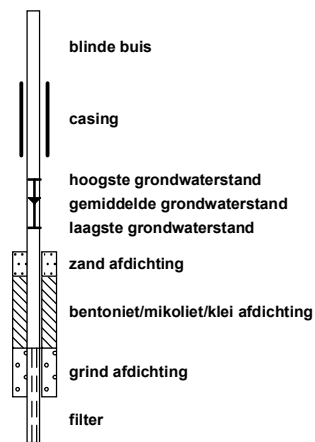 blinde buis
casing
hoogste grondwaterstand
gemiddelde grondwaterstand
laagste grondwaterstand
zand afdichting
bentoniet/mikoliet/klei afdichting
grind afdichting
filter